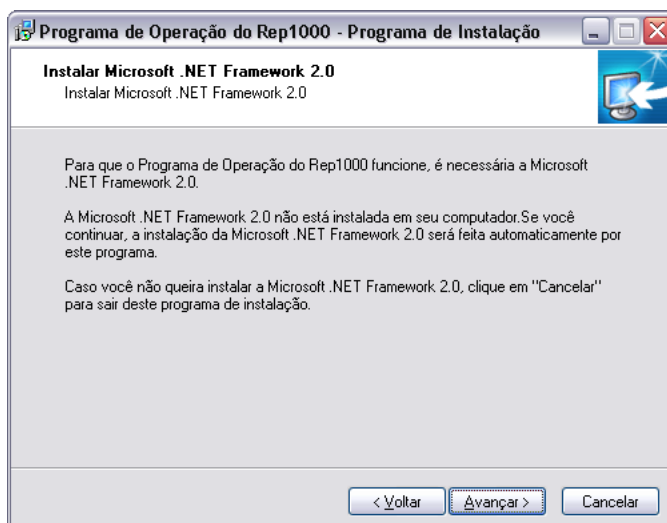 Programa de Operação do Rep1000 - Programa de Instalação
Instalar Microsoft .NET Framework 2.0
Instalar Microsoft .NET Framework 2.0
Para que o Programa de Operação do Rep1000 funcione, é necessária a Microsoft
.NET Framework 2.0.
A Microsoft .NET Framework 2.0 não está instalada em seu computador.Se você
continuar, a instalação da Microsoft .NET Framework 2.0 será feita automaticamente por
este programa.
Caso você não queira instalar a Microsoft .NET Framework 2.0, clique em "Cancelar"
para sair deste programa de instalação.
< Voltar Avançar > Cancelar